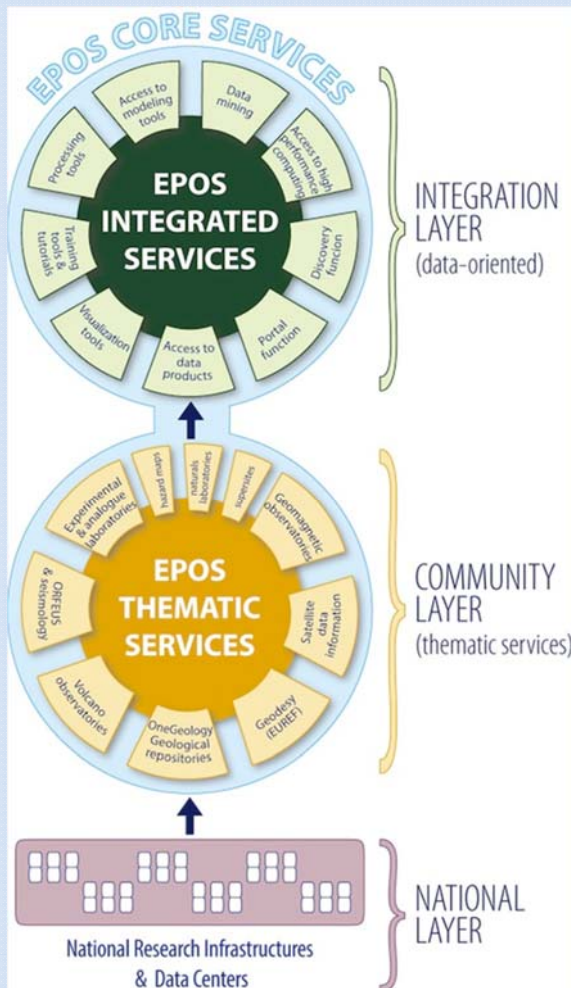 EPOS CORE SERVICES
Access to
modeling tools
Data
mining
Access to high
performance
computing
Discovery
funcion
Portal
function
Access to
data
products
Visualization
tools
Training
tools &
tutorials
Processing
tools
EPOS
INTEGRATED
SERVICES
INTEGRATION
LAYER
(data-oriented)
Experimental
& analogue
laboratories
hazard maps
naturals
laboratories
supersites
Geomagnetic
observatories
Satellite
data
information
Geodesy
(EUREF)
OneGeology
Geological
repositories
Volcano
observatories
ORFEUS
& seismology
EPOS
THEMATIC
SERVICES
COMMUNITY
LAYER
(thematic services)
National Research Infrastructures
& Data Centers
NATIONAL
LAYER